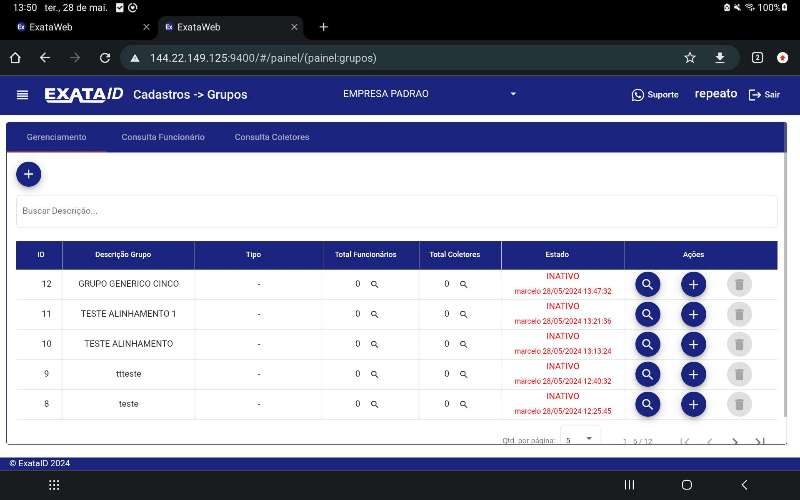 13:50 ter., 28 de mai. 100%
ExataWeb ExataWeb
144.22.149.125:9400/#/painel/(painel:grupos) 2
EXATAID Cadastros -> Grupos EMPRESA PADRAO Suporte repeato Sair
Gerenciamento Consulta Funcionário Consulta Coletores
Buscar Descrição...
ID Descrição Grupo Tipo Total Funcionários Total Coletores Estado Ações
12 GRUPO GENERICO CINCO - 0 0 INATIVO
marcelo 28/05/2024 13:47:32
11 TESTE ALINHAMENTO 1 - 0 0 INATIVO
marcelo 28/05/2024 13:21:36
10 TESTE ALINHAMENTO - 0 0 INATIVO
marcelo 28/05/2024 13:13:24
9 ttteste - 0 0 INATIVO
marcelo 28/05/2024 12:40:32
8 teste - 0 0 INATIVO
marcelo 28/05/2024 12:25:45
Qtd. por página: 5
© ExataID 2024